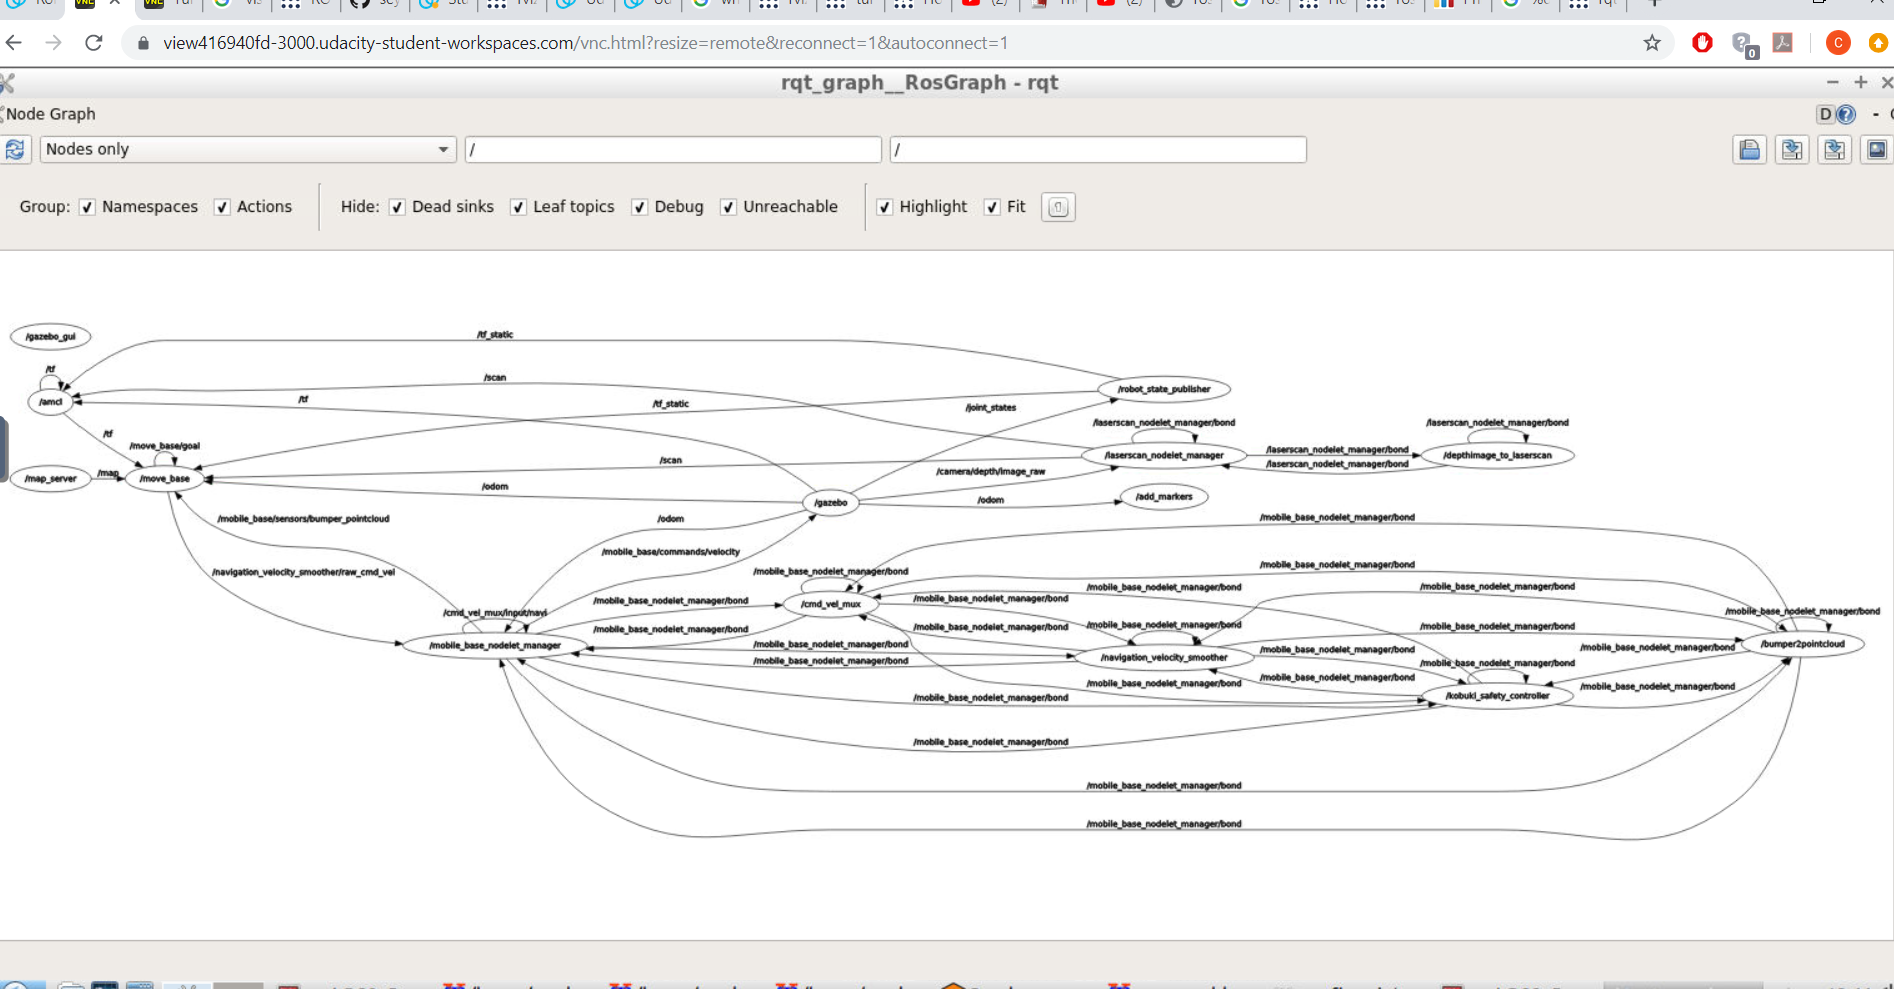 view416940fd-3000.udacity-student-workspaces.com/vnc.html?resize=remote&reconnect=1&autoconnect=1
0
C
rqt_graph__RosGraph - rqt
Node Graph
D
Nodes only
/
/
Group: Namespaces Actions Hide: Dead sinks Leaf topics Debug Unreachable Highlight Fit
/gazebo_gui
/tf_static
/tf
/amcl
/scan
/tf
/tf_static
/joint_states
/robot_state_publisher
/tf
/move_base/goal
/map_server
/map
/move_base
/scan
/odom
/camera/depth/image_raw
/laserscan_nodelet_manager/bond
/laserscan_nodelet_manager
/laserscan_nodelet_manager/bond
/laserscan_nodelet_manager/bond
/laserscan_nodelet_manager/bond
/depthimage_to_laserscan
/gazebo
/odom
/add_markers
/mobile_base/sensors/bumper_pointcloud
/odom
/mobile_base_nodelet_manager/bond
/mobile_base/commands/velocity
/navigation_velocity_smoother/raw_cmd_vel
/mobile_base_nodelet_manager/bond
/mobile_base_nodelet_manager/bond
/mobile_base_nodelet_manager/bond
/mobile_base_nodelet_manager/bond
/cmd_vel_mux/input/navi
/mobile_base_nodelet_manager/bond
/cmd_vel_mux
/mobile_base_nodelet_manager/bond
/mobile_base_nodelet_manager/bond
/mobile_base_nodelet_manager/bond
/mobile_base_nodelet_manager/bond
/mobile_base_nodelet_manager/bond
/mobile_base_nodelet_manager/bond
/mobile_base_nodelet_manager
/mobile_base_nodelet_manager/bond
/mobile_base_nodelet_manager/bond
/mobile_base_nodelet_manager/bond
/bumper2pointcloud
/mobile_base_nodelet_manager/bond
/navigation_velocity_smoother
/mobile_base_nodelet_manager/bond
/mobile_base_nodelet_manager/bond
/mobile_base_nodelet_manager/bond
/mobile_base_nodelet_manager/bond
/mobile_base_nodelet_manager/bond
/kobuki_safety_controller
/mobile_base_nodelet_manager/bond
/mobile_base_nodelet_manager/bond
/mobile_base_nodelet_manager/bond
/mobile_base_nodelet_manager/bond